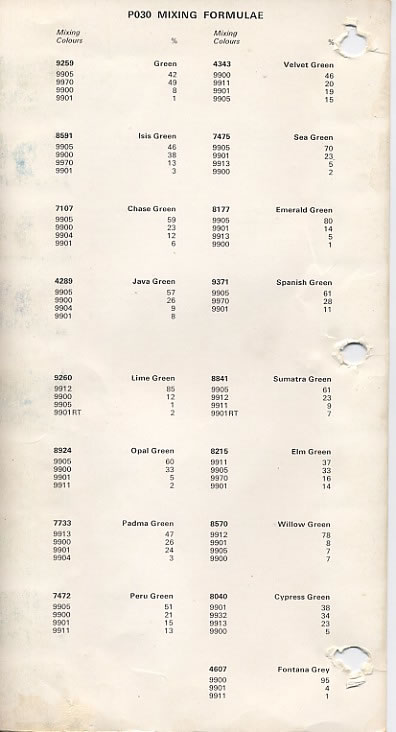 P030 MIXING FORMULAE
Mixing
Colours %
9259 Green
9905 42
9970 49
9900 8
9901 1
8591 Isis Green
9905 46
9900 38
9970 13
9901 3
7107 Chase Green
9905 59
9900 23
9904 12
9901 6
4289 Java Green
9905 57
9900 26
9904 9
9901 8
9260 Lime Green
9912 85
9900 12
9905 1
9901RT 2
8924 Opal Green
9905 60
9900 33
9901 5
9911 2
7733 Padma Green
9913 47
9900 26
9901 24
9904 3
7472 Peru Green
9905 51
9900 21
9901 15
9911 13
Mixing
Colours %
4343 Velvet Green
9900 46
9911 20
9901 19
9905 15
7475 Sea Green
9905 70
9901 23
9913 5
9900 2
8177 Emerald Green
9905 80
9901 14
9913 5
9900 1
9371 Spanish Green
9905 61
9970 28
9901 11
8841 Sumatra Green
9905 61
9912 23
9911 9
9901RT 7
8215 Elm Green
9911 37
9905 33
9970 16
9901 14
8570 Willow Green
9912 78
9901 8
9905 7
9900 7
8040 Cypress Green
9901 38
9932 34
9913 23
9900 5
4607 Fontana Grey
9900 95
9901 4
9911 1